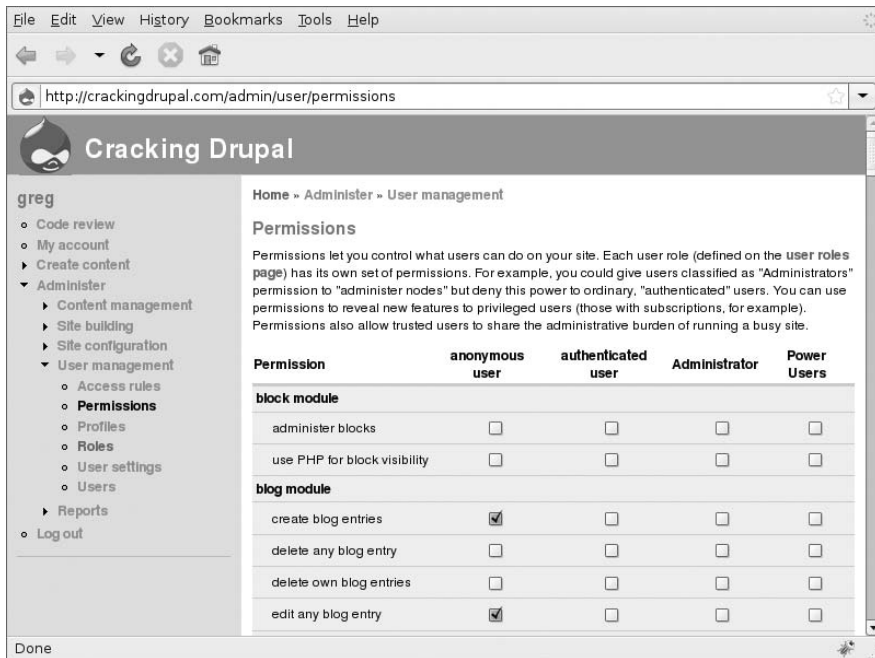 File Edit View History Bookmarks Tools Help
http://crackingdrupal.com/admin/user/permissions
Cracking Drupal
greg
Code review
My account
Create content
Administer
Content management
Site building
Site configuration
User management
Access rules
Permissions
Profiles
Roles
User settings
Users
Reports
Log out
Home » Administer » User management
Permissions
Permissions let you control what users can do on your site. Each user role (defined on the user roles
page) has its own set of permissions. For example, you could give users classified as "Administrators"
permission to "administer nodes" but deny this power to ordinary, "authenticated" users. You can use
permissions to reveal new features to privileged users (those with subscriptions, for example).
Permissions also allow trusted users to share the administrative burden of running a busy site.
Permission anonymous user authenticated user Administrator Power Users
block module
administer blocks
use PHP for block visibility
blog module
create blog entries
delete any blog entry
delete own blog entries
edit any blog entry
Done